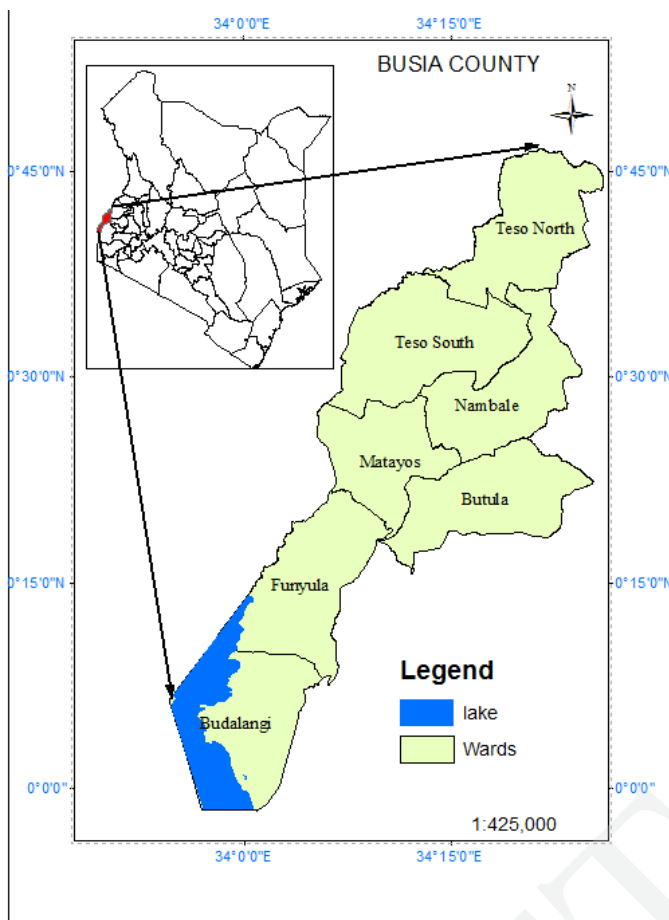 34°0'0"E 34°15'0"E
BUSIA COUNTY
N
0°45'0"N 0°45'0"N
Teso North
Teso South
0°30'0"N 0°30'0"N
Nambale
Matayos
Butula
0°15'0"N 0°15'0"N
Funyula
Legend
lake
Budalangi
Wards
0°0'0" 0°0'0"
1:425,000
34°0'0"E 34°15'0"E